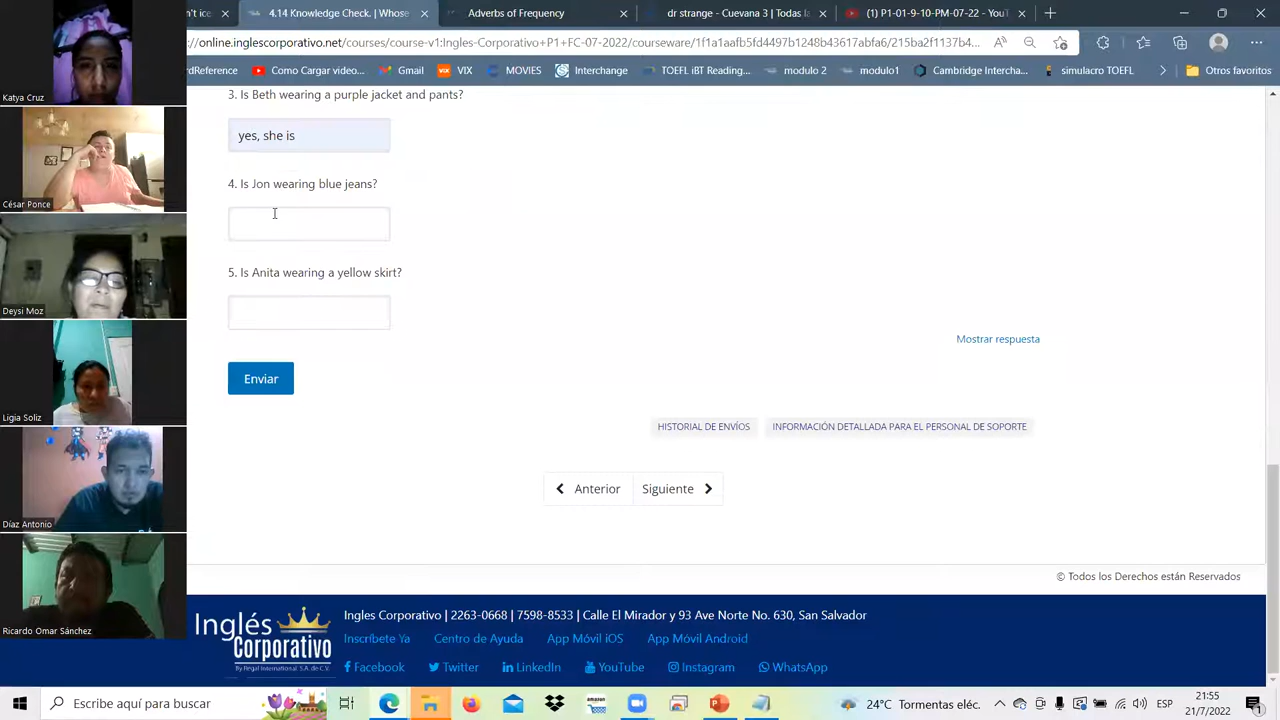 4.14 Konjac | Whose
Adverbs of Frequency
dr strange - Cuevana 3 | Todas l
(1) I-01-9-10-PM-07-22 - YouT
//online.inglescorporativo.net/courses/course-v1:Ingles-Corporativo+P1+FC-07-2022/courseware/1f1a1aafb5fd4497b1248b43617abfa6/215ba2f1137b4...
rdReference
Como Cargar video...
Gmail
VIX
MOVIES
Interchange
TOEFL iBT Reading...
modulo 2
modulo1
simulacro TOEFL
Otros favoritos
Katya Cruz
3. Is Beth wearing a purple jacket and pants?
yes, she is
César Ponce
4. Is Jon wearing blue jeans?
Deysi Moz
5. Is Anita wearing a yellow skirt?
Mostrar respuesta
Enviar
Ligia Soliz
HISTORIAL DE ENVÍOS
INFORMACIÓN DETALLADA PARA EL PERSONAL DE SOPORTE
Anterior
Siguiente
Díaz Antonio
© Todos los Derechos están Reservados
Ricardo Omar Sánchez
Inglés
Corporativo
By Regal International, S.A. de C.V.
Ingles Corporativo | 2263-0668 | 7598-8533 | Calle El Mirador y 93 Ave Norte No. 630, San Salvador
Inscríbete Ya
Centro de Ayuda
App Móvil iOS
App Móvil Android
Facebook
Twitter
LinkedIn
YouTube
Instagram
WhatsApp
Escribe aquí para buscar
24°C Tormentas eléc.
ESP
21:55
21/7/2022